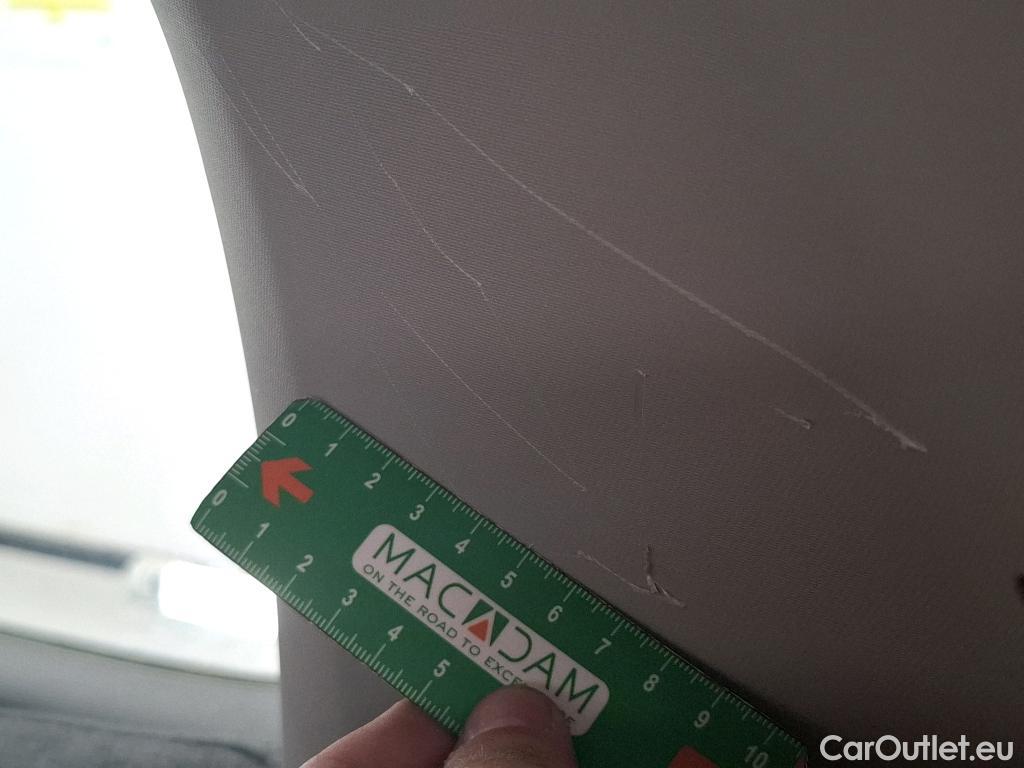 0 1 2 3 4 5 6 7 8 9 10
MACADAM
ON THE ROAD TO
0 1 2 3 4 5
CarOutlet.eu